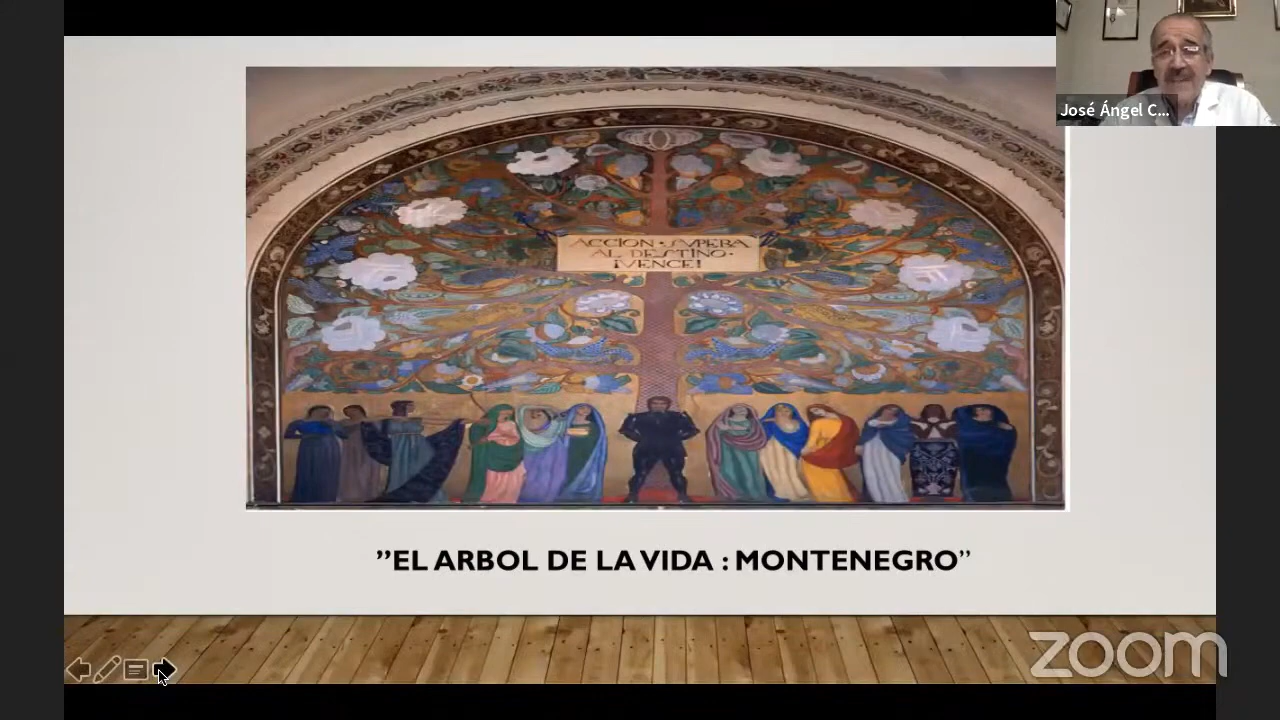 José Ángel C...
ACCION·SVPERA
AL DESTINO·
¡VENCE!
”EL ARBOL DE LA VIDA : MONTENEGRO”
zoom